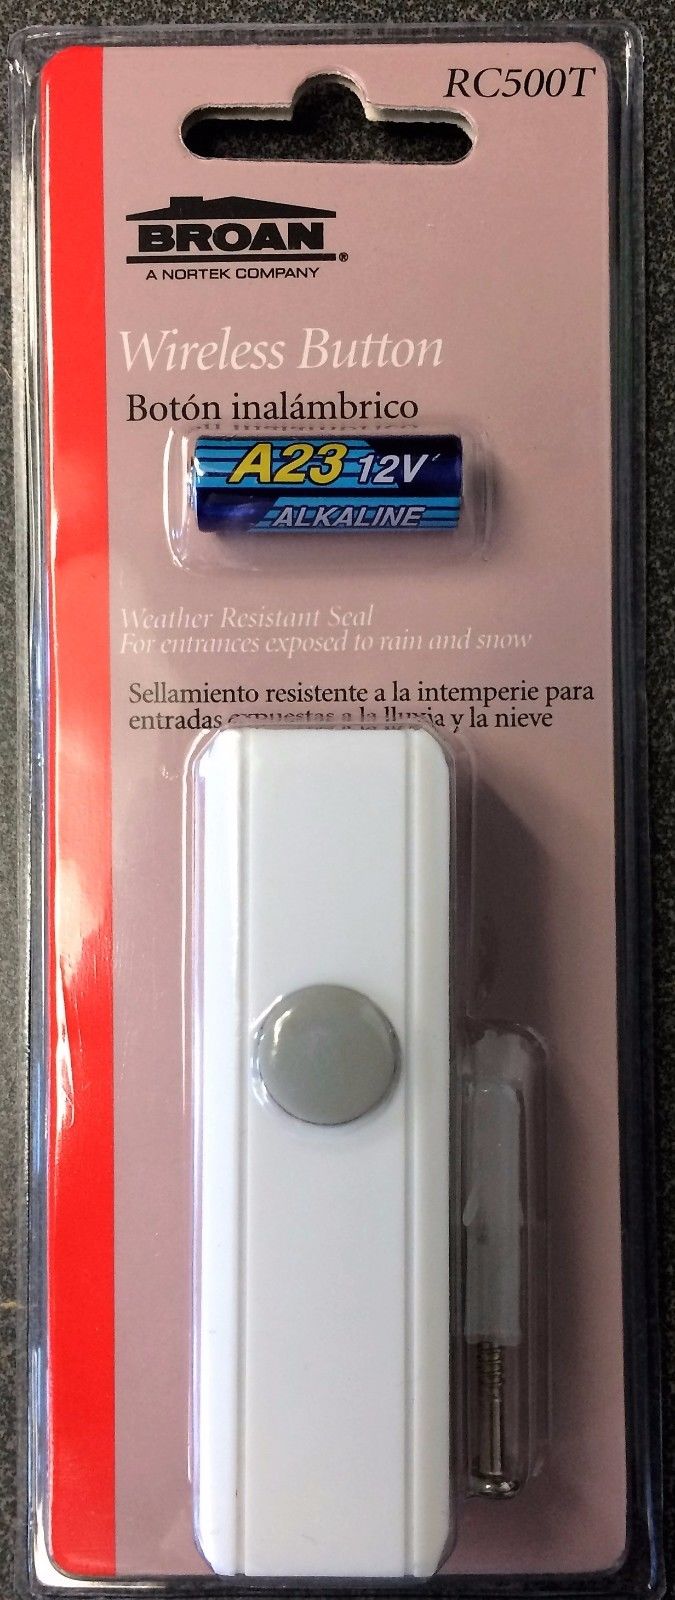 RC500T
BROAN®
A NORTEK COMPANY
Wireless Button
Botón inalámbrico
A23 12V
ALKALINE
Weather Resistant Seal
For entrances exposed to rain and snow
Sellamiento resistente a la intemperie para
entradas expuestas a la lluvia y la nieve